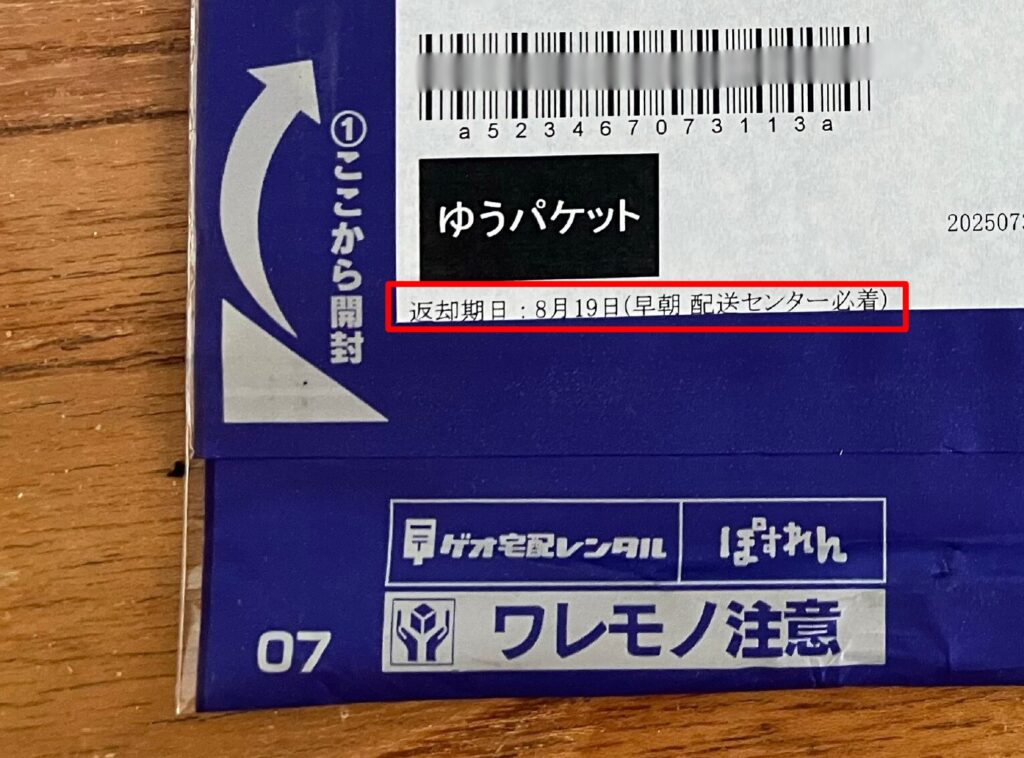 a523467073113a
①ここから開封
ゆうパケット
2025073
返却期日：8月19日(早朝 配送センター必着)
ゲオ宅配レンタル
ぽすれん
07
ワレモノ注意